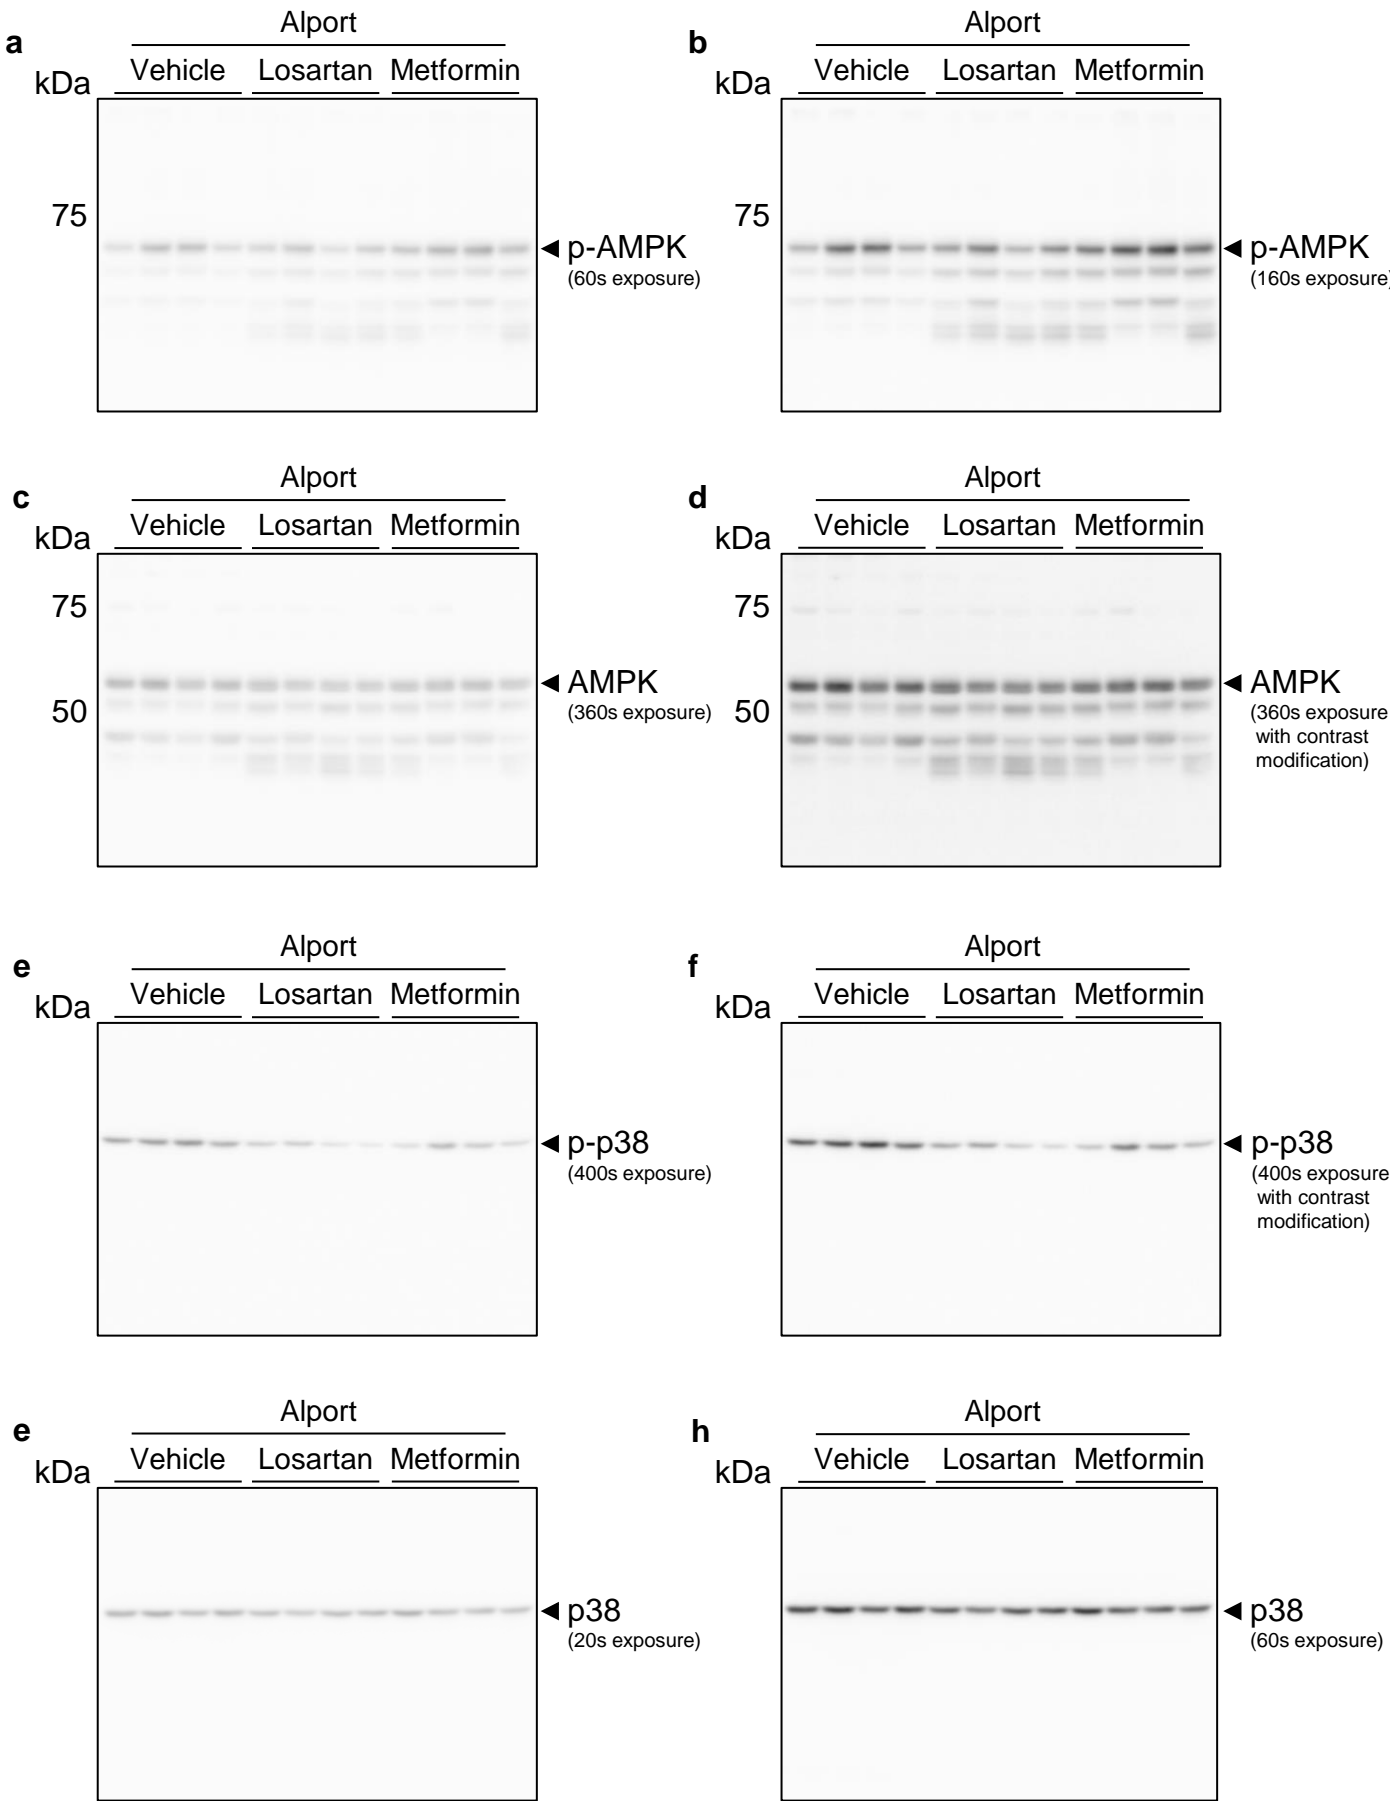 a
Alport
Vehicle Losartan Metformin
kDa
75
p-AMPK
(60s exposure)
b
Alport
Vehicle Losartan Metformin
kDa
75
p-AMPK
(160s exposure)
c
Alport
Vehicle Losartan Metformin
kDa
75
50
AMPK
(360s exposure)
d
Alport
Vehicle Losartan Metformin
kDa
75
50
AMPK
(360s exposure
with contrast
modification)
e
Alport
Vehicle Losartan Metformin
kDa
p-p38
(400s exposure)
f
Alport
Vehicle Losartan Metformin
kDa
p-p38
(400s exposure
with contrast
modification)
e
Alport
Vehicle Losartan Metformin
kDa
p38
(20s exposure)
h
Alport
Vehicle Losartan Metformin
kDa
p38
(60s exposure)